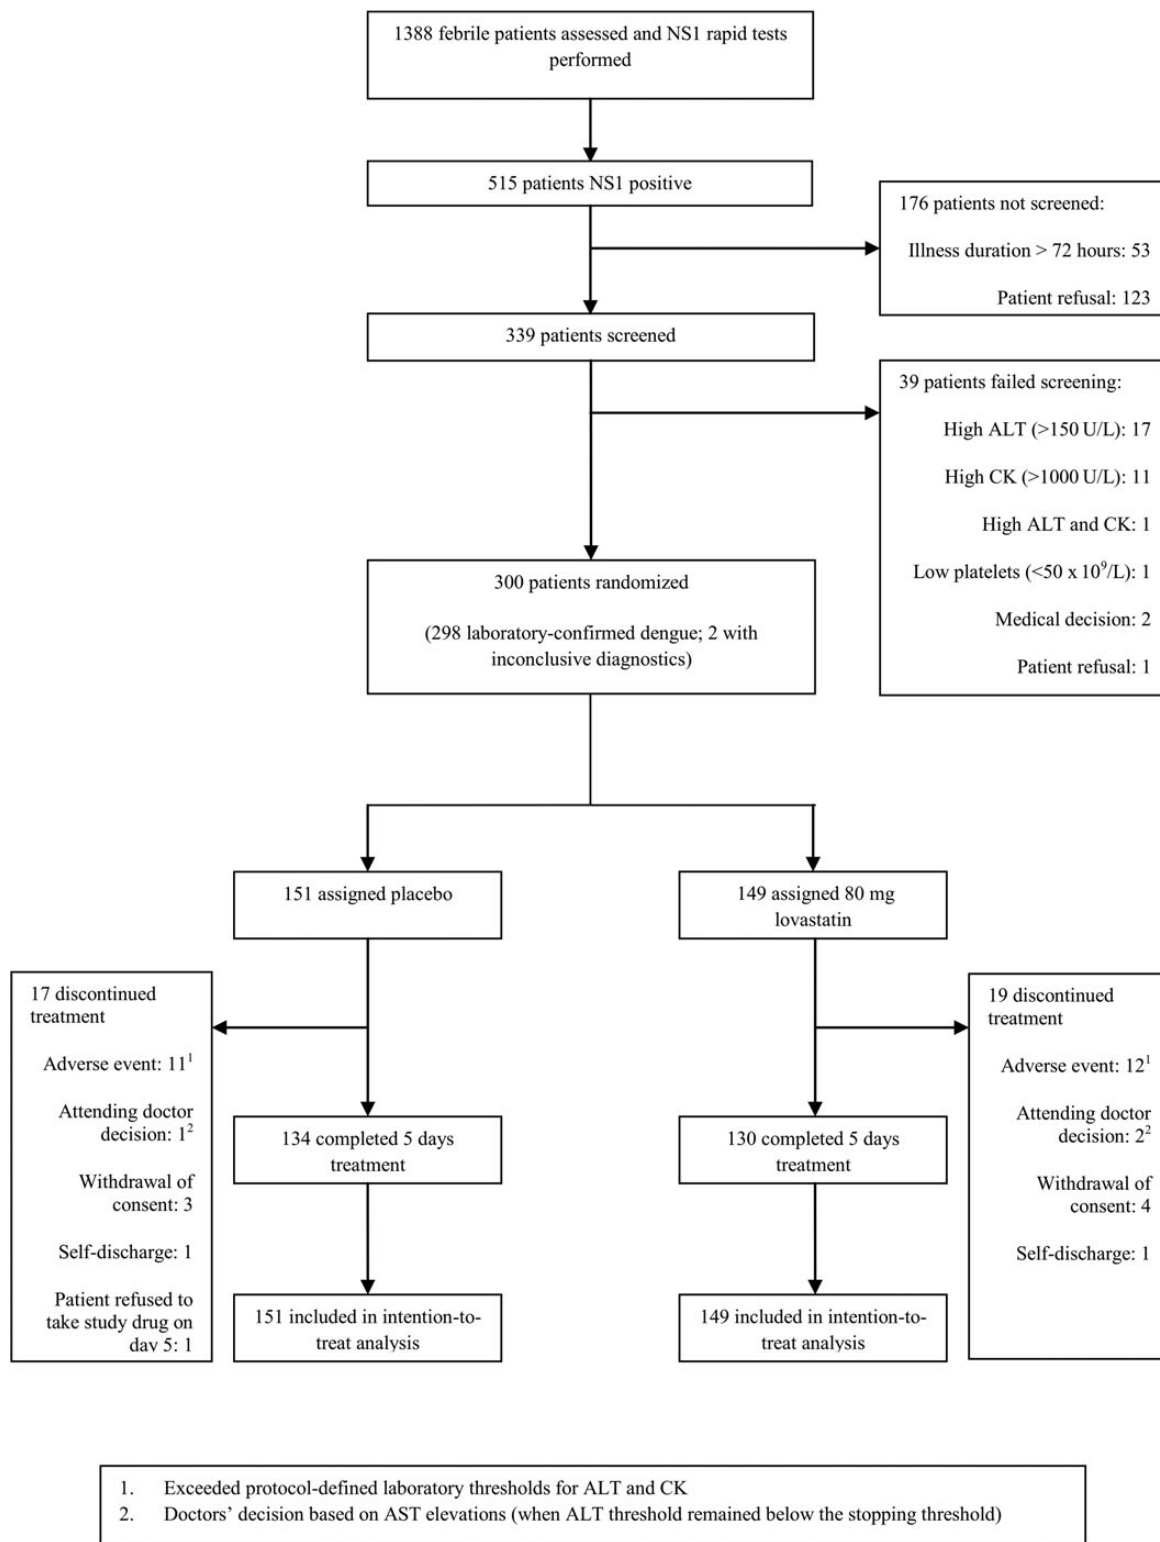 1388 febrile patients assessed and NS1 rapid tests
performed
515 patients NS1 positive
176 patients not screened:
Illness duration > 72 hours: 53
Patient refusal: 123
339 patients screened
39 patients failed screening:
High ALT (>150 U/L): 17
High CK (>1000 U/L): 11
High ALT and CK: 1
Low platelets (<50 x 10⁹/L): 1
Medical decision: 2
Patient refusal: 1
300 patients randomized
(298 laboratory-confirmed dengue; 2 with
inconclusive diagnostics)
151 assigned placebo
149 assigned 80 mg
lovastatin
17 discontinued
treatment
Adverse event: 11¹
Attending doctor
decision: 1²
Withdrawal of
consent: 3
Self-discharge: 1
Patient refused to
take study drug on
day 5: 1
19 discontinued
treatment
Adverse event: 12¹
Attending doctor
decision: 2²
Withdrawal of
consent: 4
Self-discharge: 1
134 completed 5 days
treatment
130 completed 5 days
treatment
151 included in intention-to-
treat analysis
149 included in intention-to-
treat analysis
1. Exceeded protocol-defined laboratory thresholds for ALT and CK
2. Doctors’ decision based on AST elevations (when ALT threshold remained below the stopping threshold)